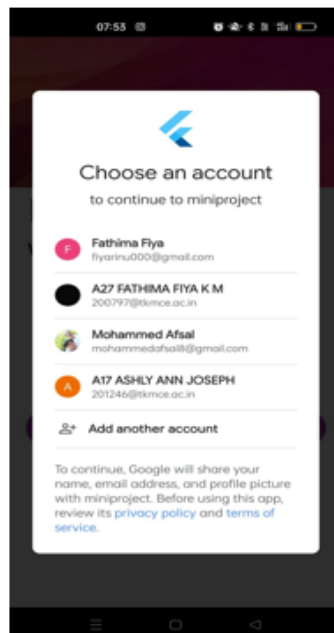 07:53
Choose an account
to continue to miniproject
F
Fathima Fiya
fiyarinu000@gmail.com
A27 FATHIMA FIYA K M
200797@tkmce.ac.in
Mohammed Afsal
mohammedafsal8@gmail.com
A
A17 ASHLY ANN JOSEPH
201246@tkmce.ac.in
Add another account
To continue, Google will share your
name, email address, and profile picture
with miniproject. Before using this app,
review its privacy policy and terms of
service.